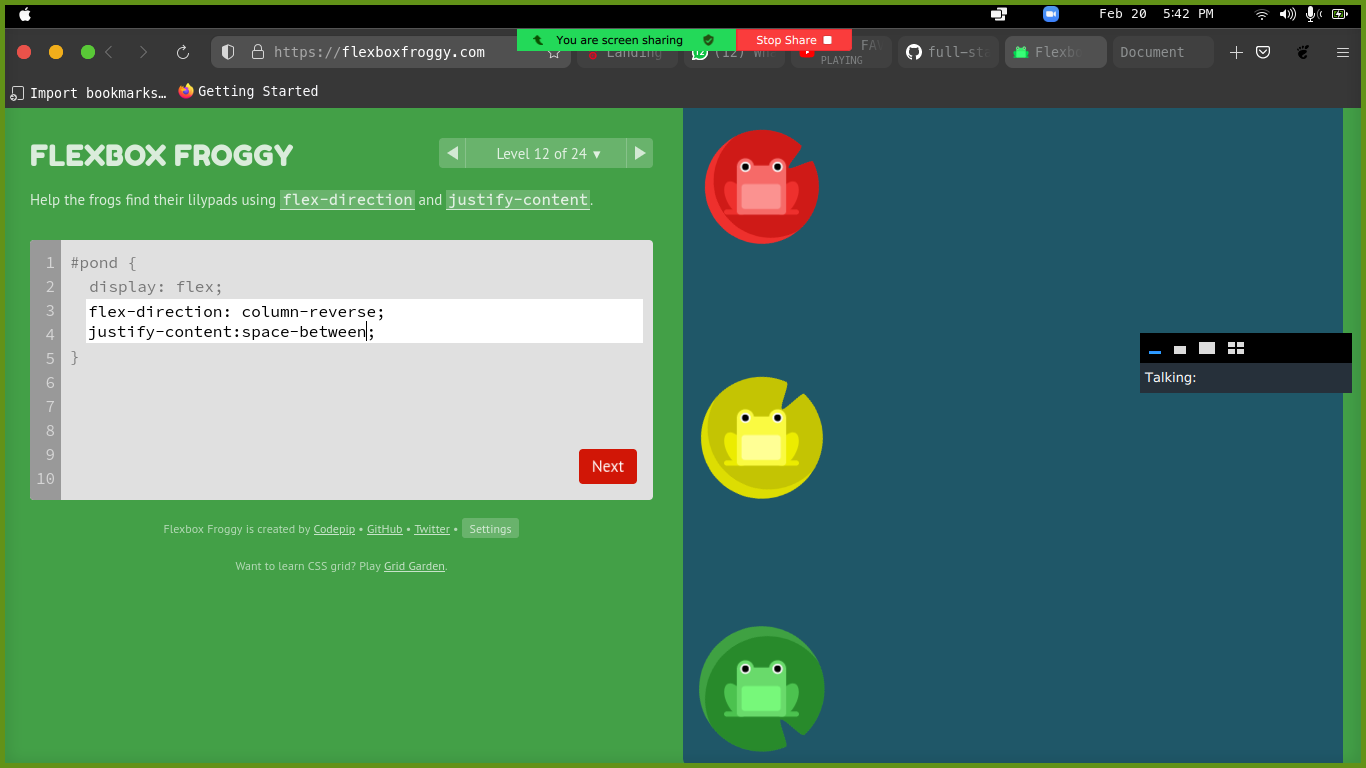 Feb 20 5:42 PM
https://flexboxfroggy.com
You are screen sharing
Stop Share
Landing
(12) Wh
FAV
PLAYING
full-st
Flexbo
Document
Import bookmarks…
Getting Started
FLEXBOX FROGGY
◀ Level 12 of 24 ▾ ▶
Help the frogs find their lilypads using flex-direction and justify-content.
1 #pond {
2 display: flex;
3 flex-direction: column-reverse;
4 justify-content:space-between;
5 }
6
7
8
9
10
Next
Flexbox Froggy is created by Codepip • GitHub • Twitter • Settings
Want to learn CSS grid? Play Grid Garden.
Talking: